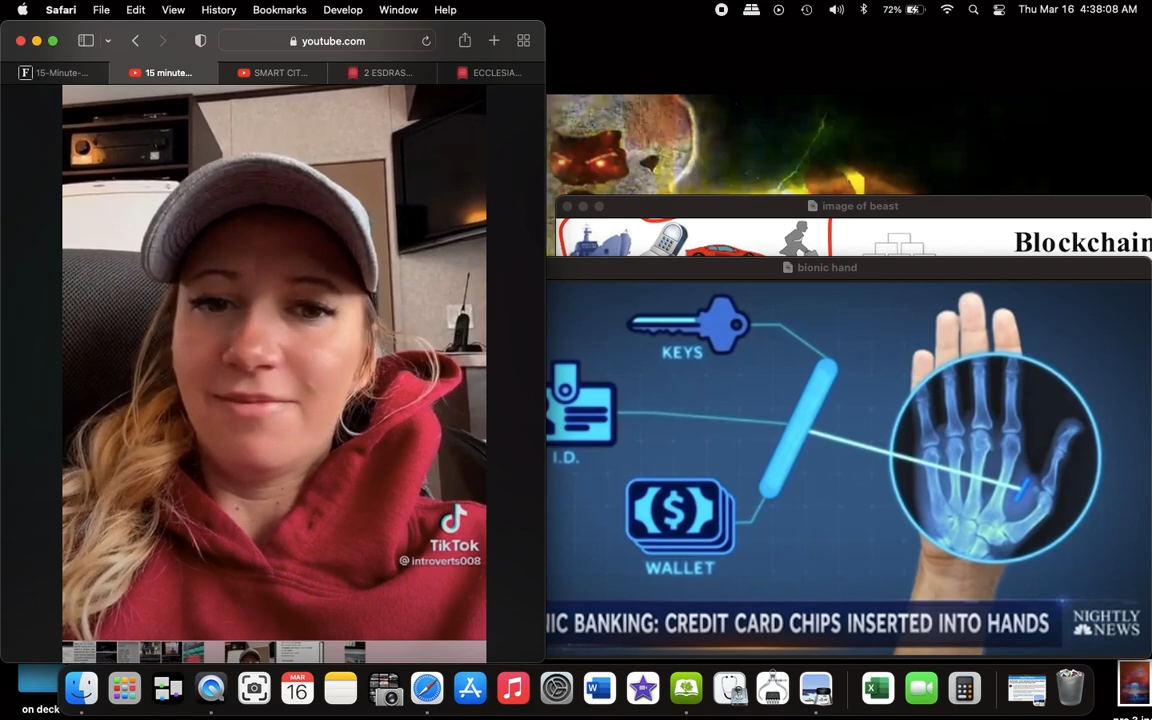 Safari File Edit View History Bookmarks Develop Window Help 72% Thu Mar 16 4:38:08 AM
youtube.com
F 15-Minute-... 15 minute... SMART CIT... 2 ESDRAS... ECCLESIA...
image of beast
Blockchain
bionic hand
KEYS
I.D.
WALLET
TikTok
@introverts008
NIC BANKING: CREDIT CARD CHIPS INSERTED INTO HANDS
NIGHTLY
NEWS
MAR
16
on deck